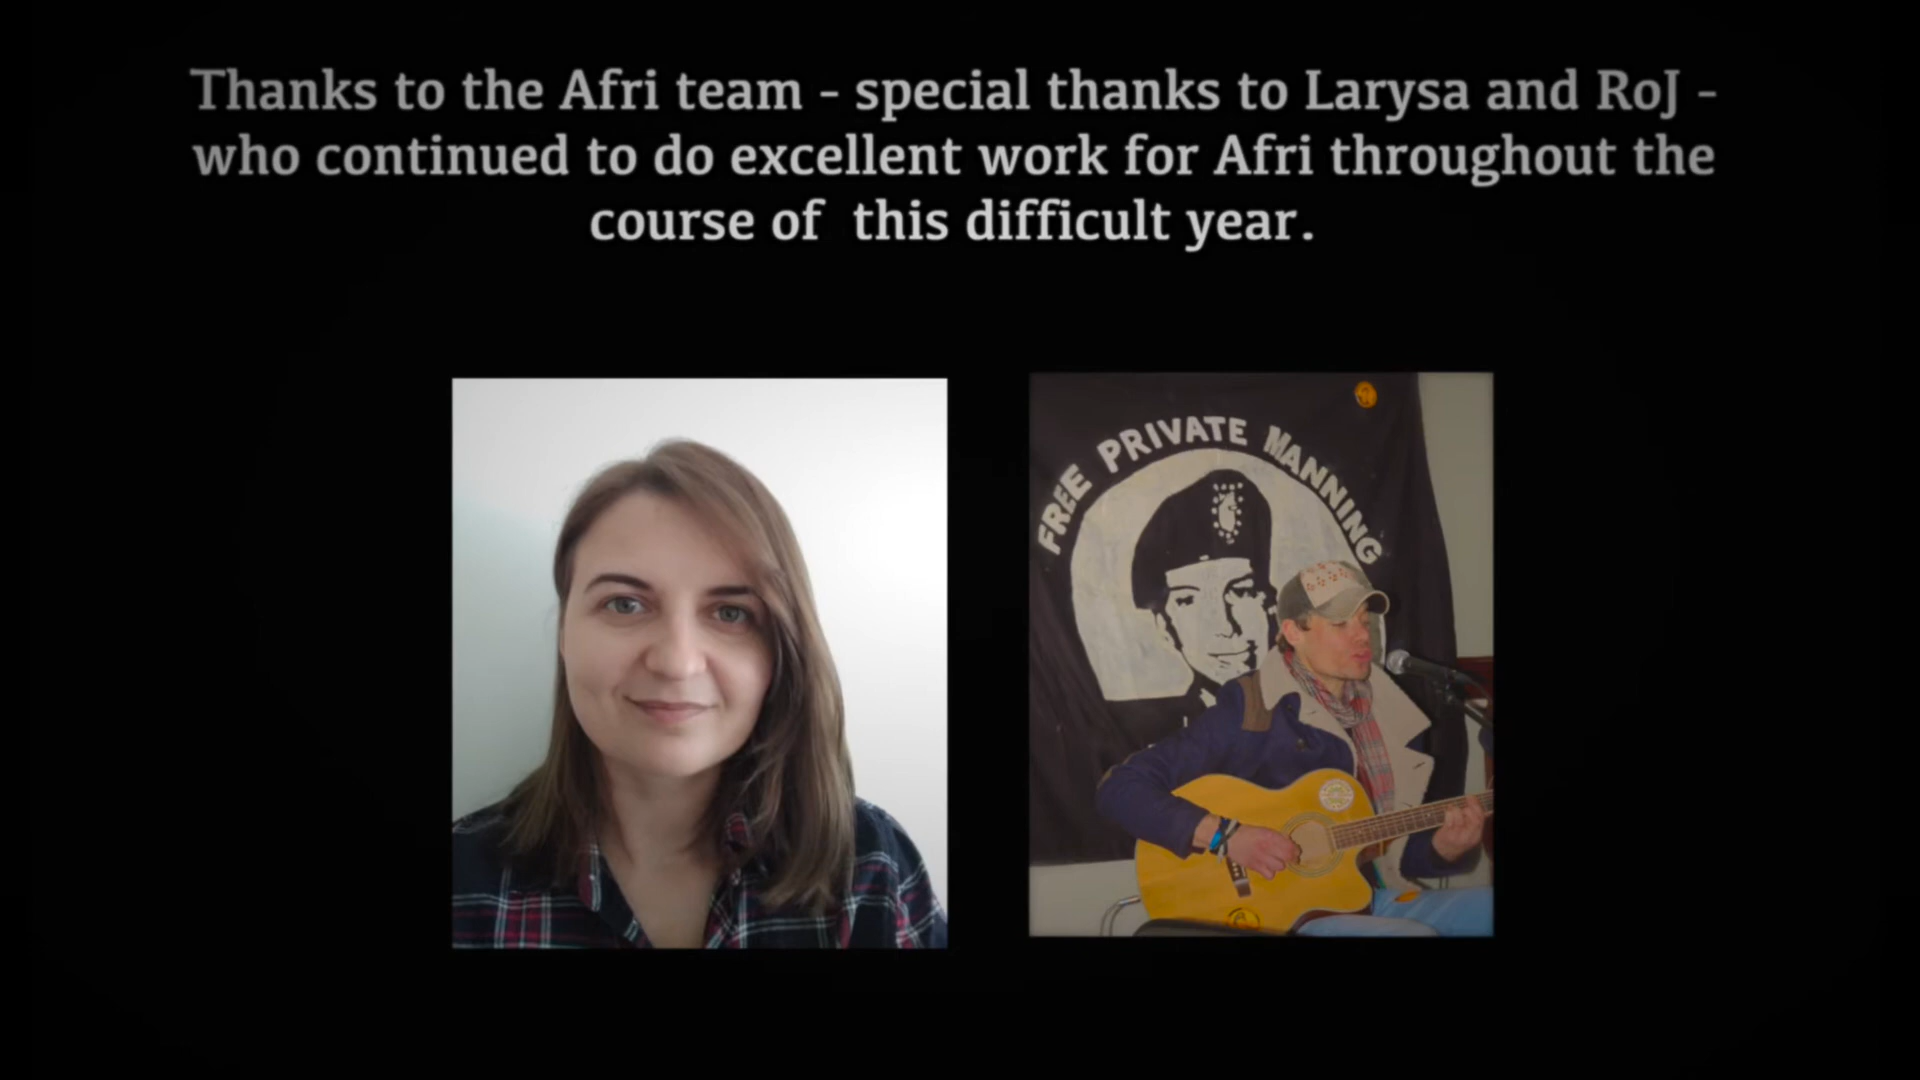 Thanks to the Afri team - special thanks to Larysa and RoJ -
who continued to do excellent work for Afri throughout the
course of  this difficult year.
FREE PRIVATE MANNING